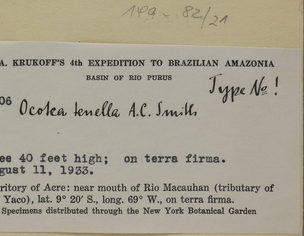 149-82/21
A. KRUKOFF'S 4th EXPEDITION TO BRAZILIAN AMAZONIA
BASIN OF RIO PURUS
Type No!
06
Ocotea tenella A.C. Smith
ee 40 feet high; on terra firma.
gust 11, 1933.
ritory of Acre: near mouth of Rio Macauhan (tributary of
Yaco), lat. 9° 20' S., long. 69° W., on terra firma.
Specimens distributed through the New York Botanical Garden